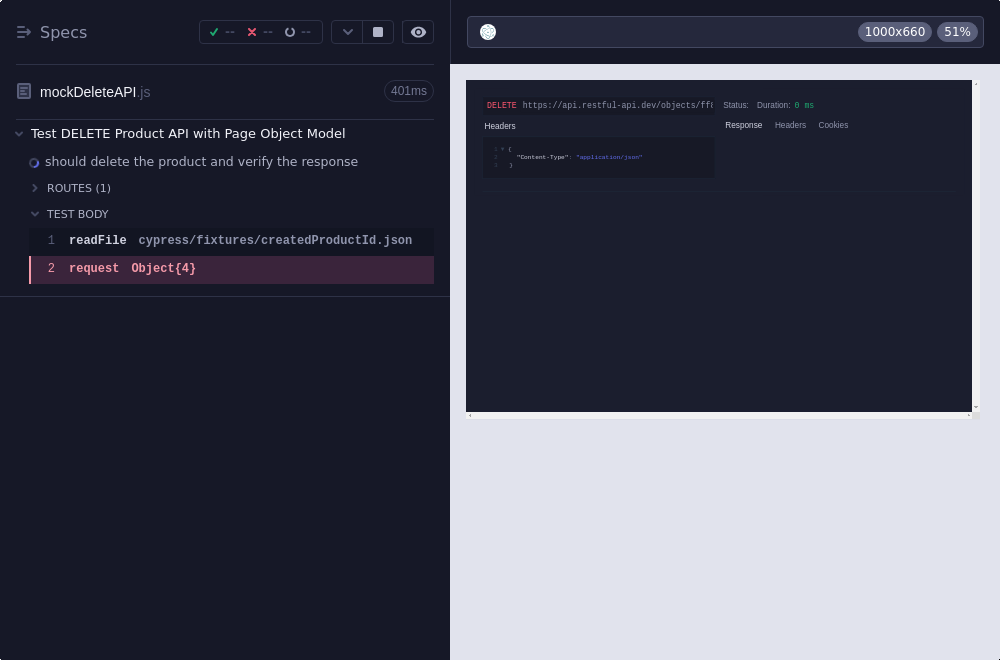 Specs
-- -- --
mockDeleteAPI.js
401ms
Test DELETE Product API with Page Object Model
should delete the product and verify the response
ROUTES (1)
TEST BODY
1 readFile cypress/fixtures/createdProductId.json
2 request Object{4}
1000x660
51%
DELETE https://api.restful-api.dev/objects/ff8
Status: Duration: 0 ms
Headers
Response Headers Cookies
1 {
2 "Content-Type": "application/json"
3 }